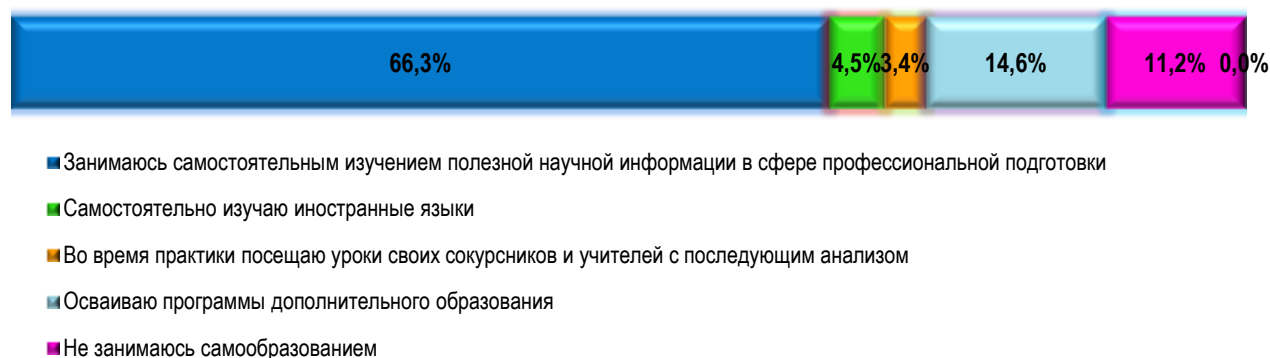 66,3% 4,5% 3,4% 14,6% 11,2% 0,0%
Занимаюсь самостоятельным изучением полезной научной информации в сфере профессиональной подготовки
Самостоятельно изучаю иностранные языки
Во время практики посещаю уроки своих сокурсников и учителей с последующим анализом
Осваиваю программы дополнительного образования
Не занимаюсь самообразованием